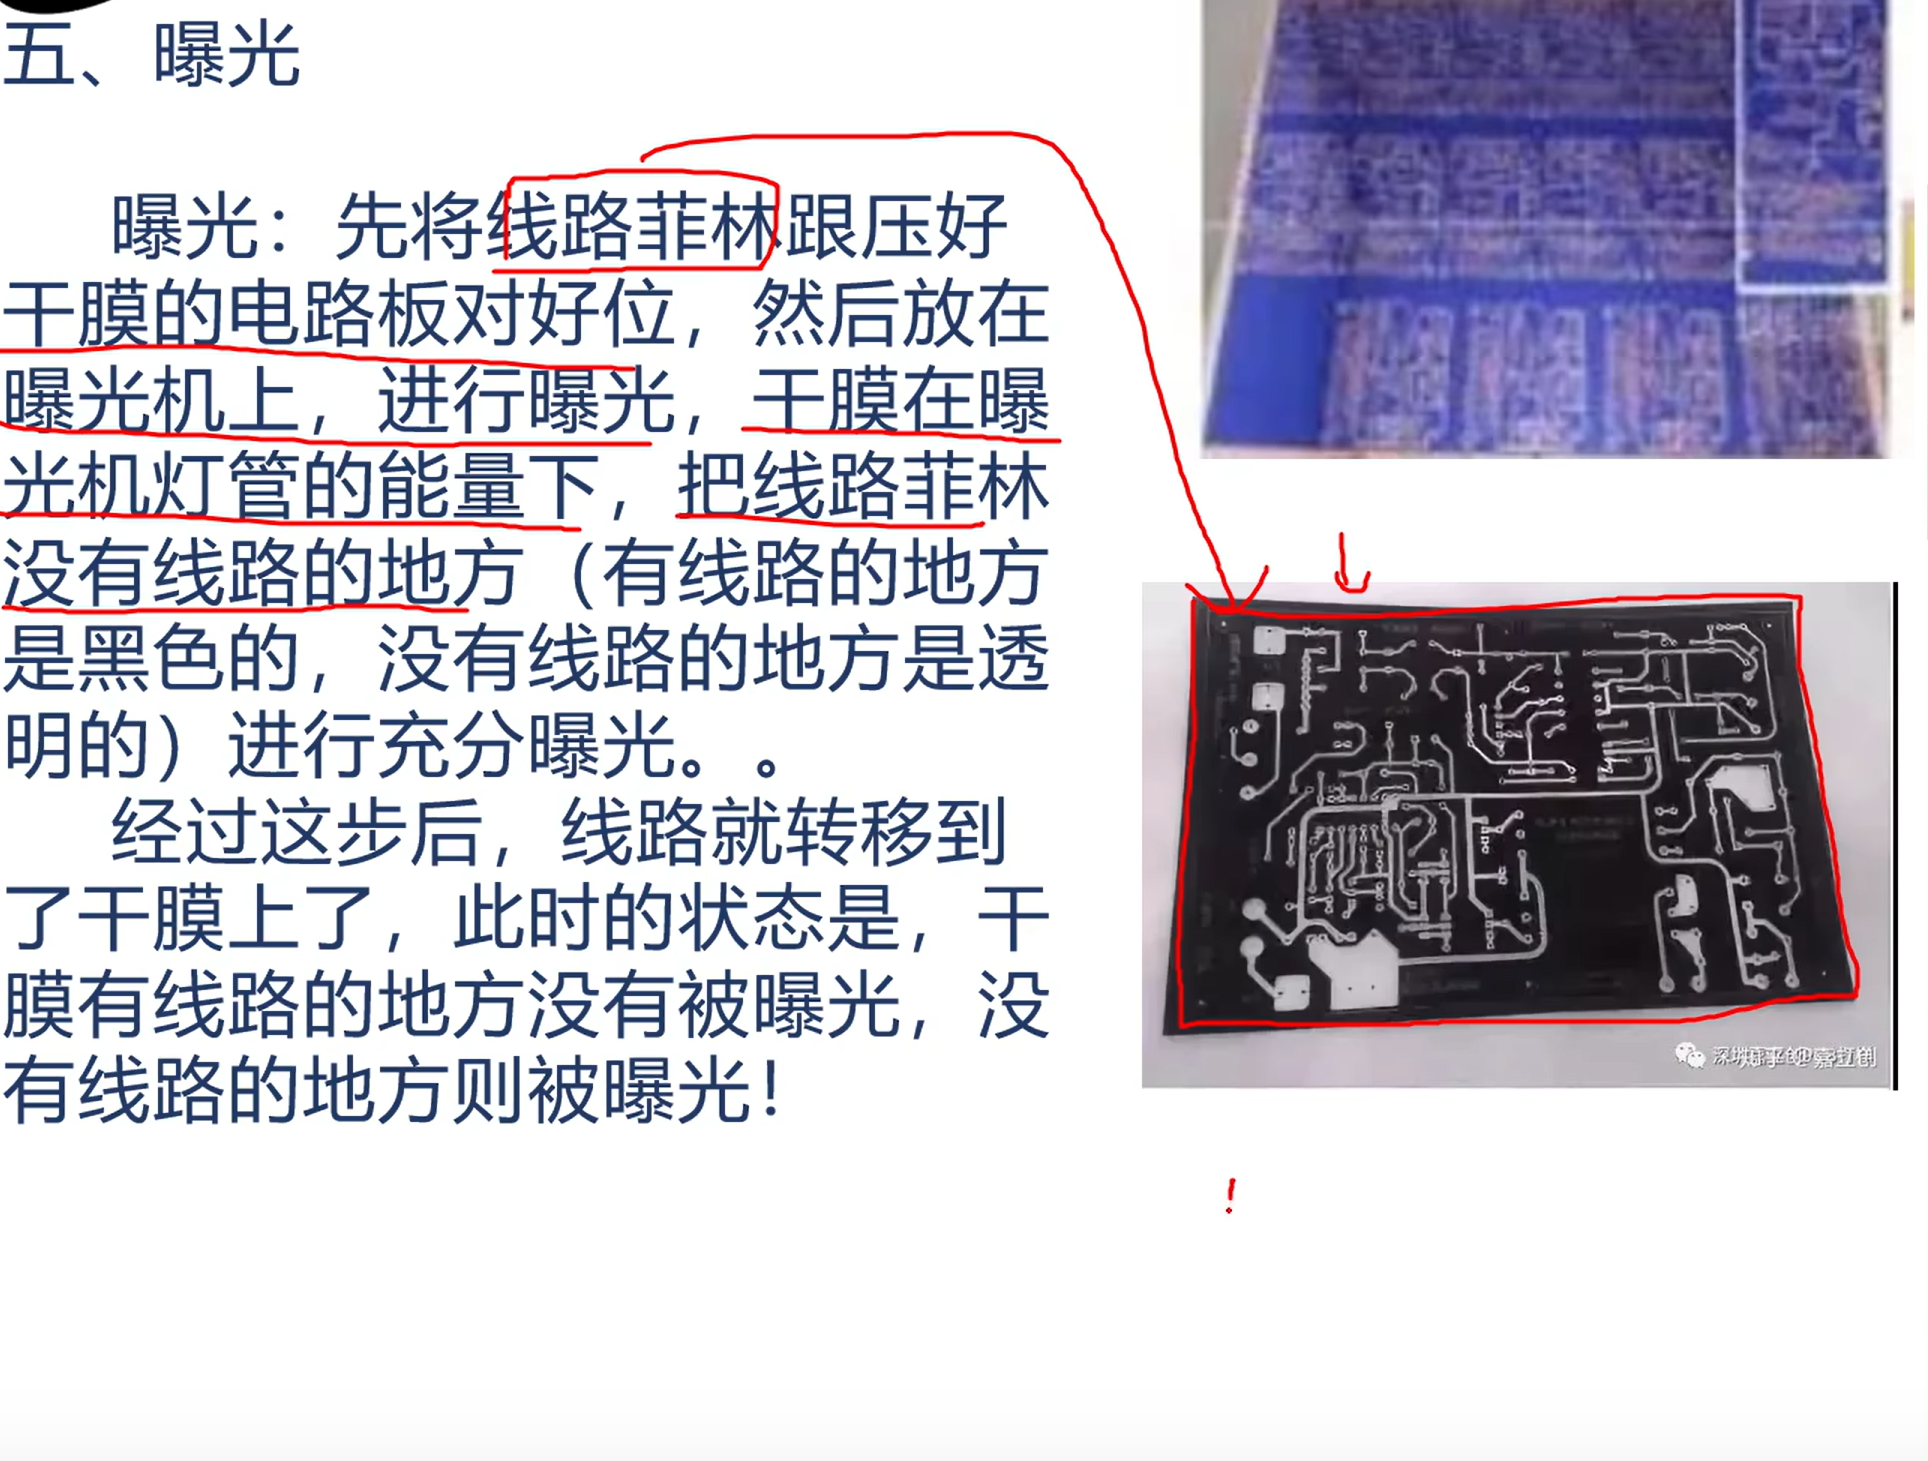 五、曝光
曝光：先将线路菲林跟压好
干膜的电路板对好位，然后放在
曝光机上，进行曝光，干膜在曝
光机灯管的能量下，把线路菲林
没有线路的地方（有线路的地方
是黑色的，没有线路的地方是透
明的）进行充分曝光。。
经过这步后，线路就转移到
了干膜上了，此时的状态是，干
膜有线路的地方没有被曝光，没
有线路的地方则被曝光！
!